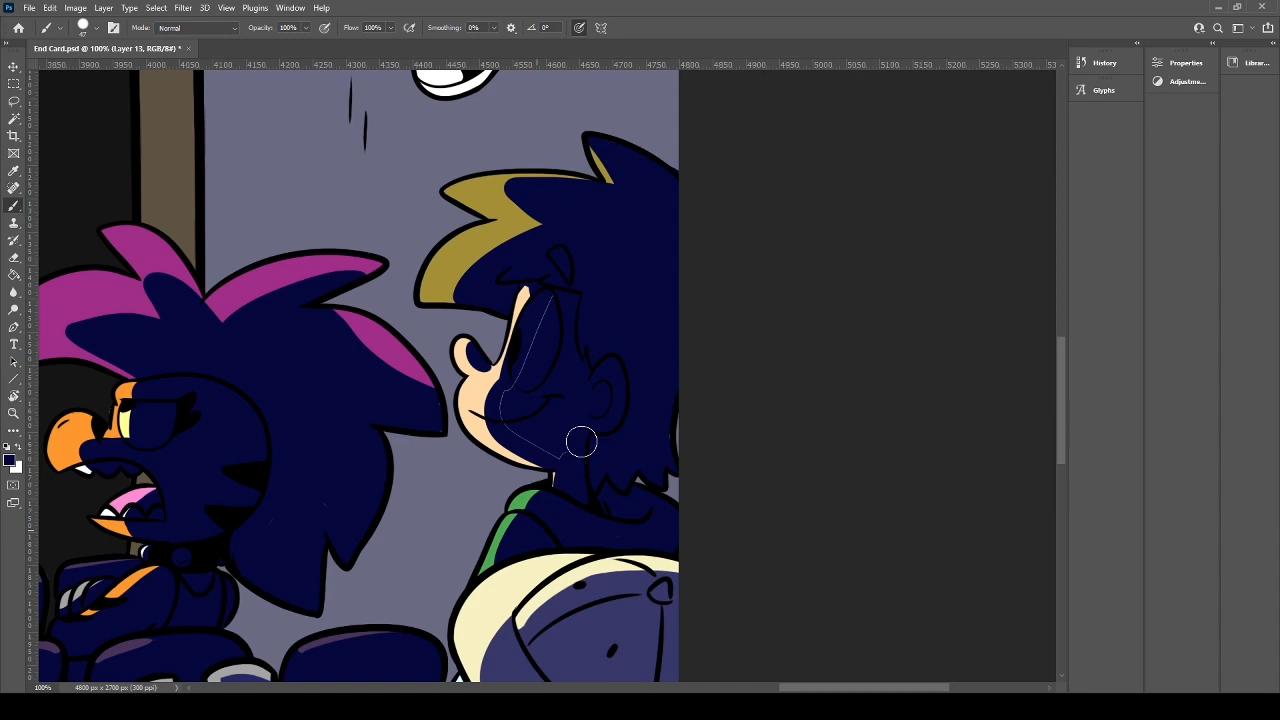 File Edit Image Layer Type Select Filter 3D View Plugins Window Help
47 Mode: Normal Opacity: 100% Flow: 100% Smoothing: 0% 0°
End Card.psd @ 100% (Layer 13, RGB/8#) * ×
3850 3900 3950 4000 4050 4100 4150 4200 4250 4300 4350 4400 4450 4500 4550 4600 4650 4700 4750 4800 4850 4900 4950 5000 5050 5100 5150 5200 5250 5300
History
Glyphs
Properties
Adjustme...
Librar...
100% 4800 px x 2700 px (300 ppi)